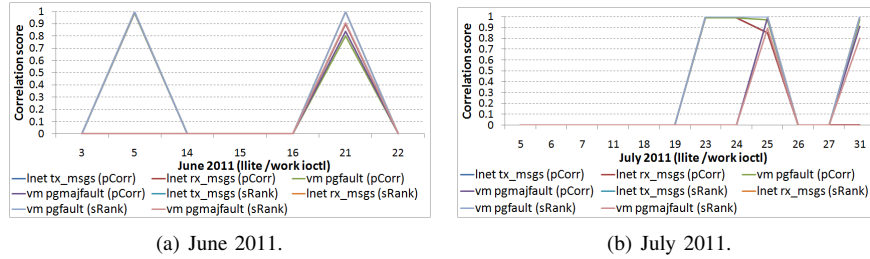 Correlation score
1
0.9
0.8
0.7
0.6
0.5
0.4
0.3
0.2
0.1
0
3 5 14 15 16 21 22
June 2011 (llite /work ioctl)
lnet tx_msgs (pCorr) lnet rx_msgs (pCorr) vm pgfault (pCorr)
vm pgmajfault (pCorr) lnet tx_msgs (sRank) lnet rx_msgs (sRank)
vm pgfault (sRank) vm pgmajfault (sRank)
(a) June 2011.
Correlation score
1
0.9
0.8
0.7
0.6
0.5
0.4
0.3
0.2
0.1
0
5 6 7 11 18 19 23 24 25 26 27 31
July 2011 (llite /work ioctl)
lnet tx_msgs (pCorr) lnet rx_msgs (pCorr) vm pgfault (pCorr)
vm pgmajfault (pCorr) lnet tx_msgs (sRank) lnet rx_msgs (sRank)
vm pgfault (sRank) vm pgmajfault (sRank)
(b) July 2011.